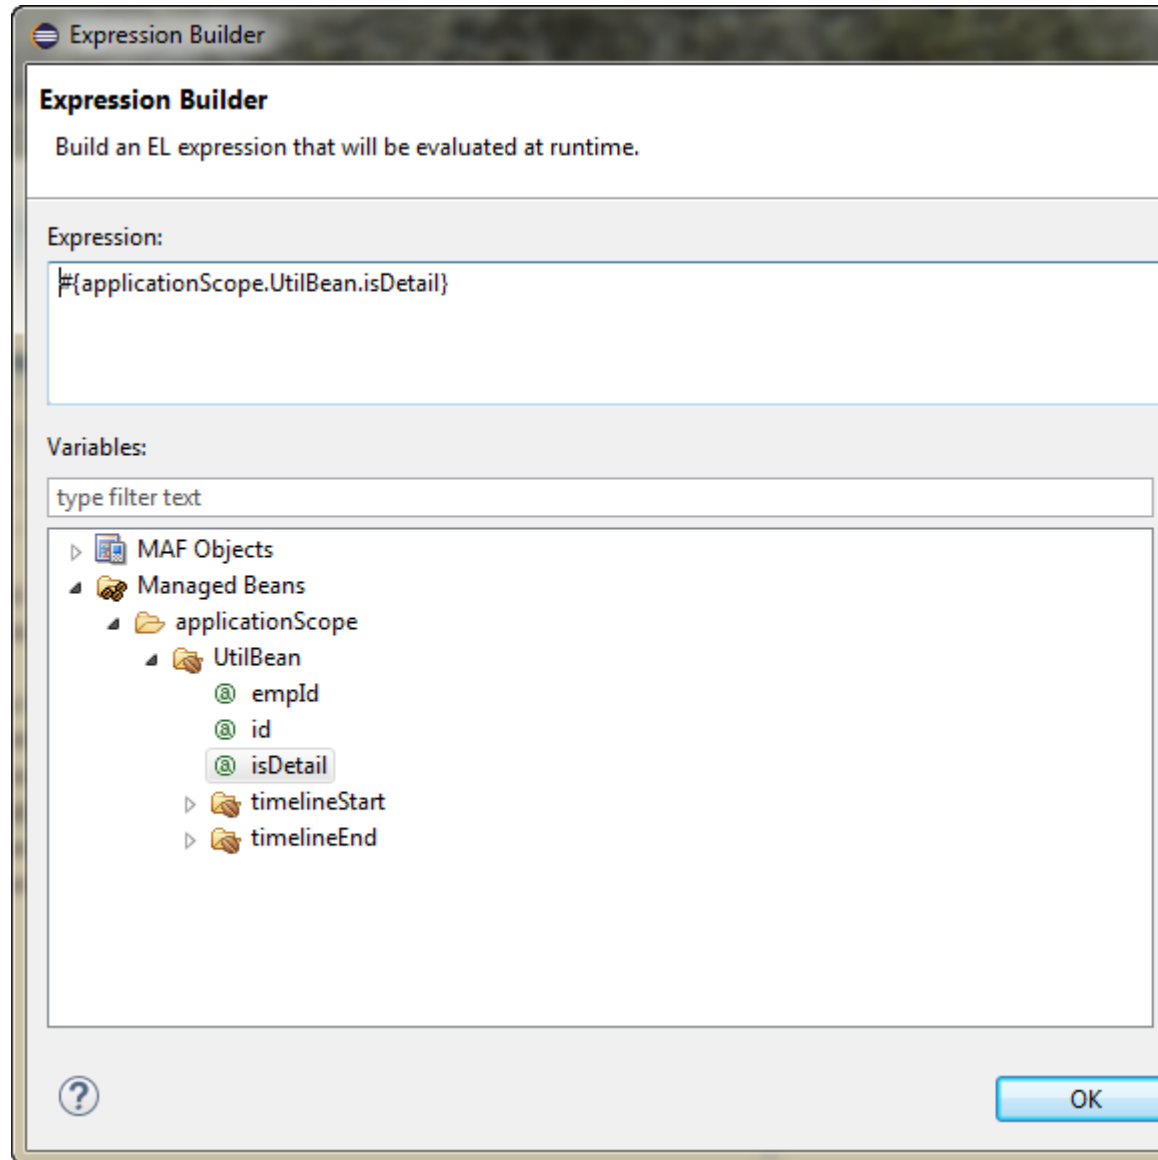 Expression Builder
Expression Builder
Build an EL expression that will be evaluated at runtime.
Expression:
#{applicationScope.UtilBean.isDetail}
Variables:
type filter text
MAF Objects
Managed Beans
applicationScope
UtilBean
@ empId
@ id
@ isDetail
timelineStart
timelineEnd
?
OK